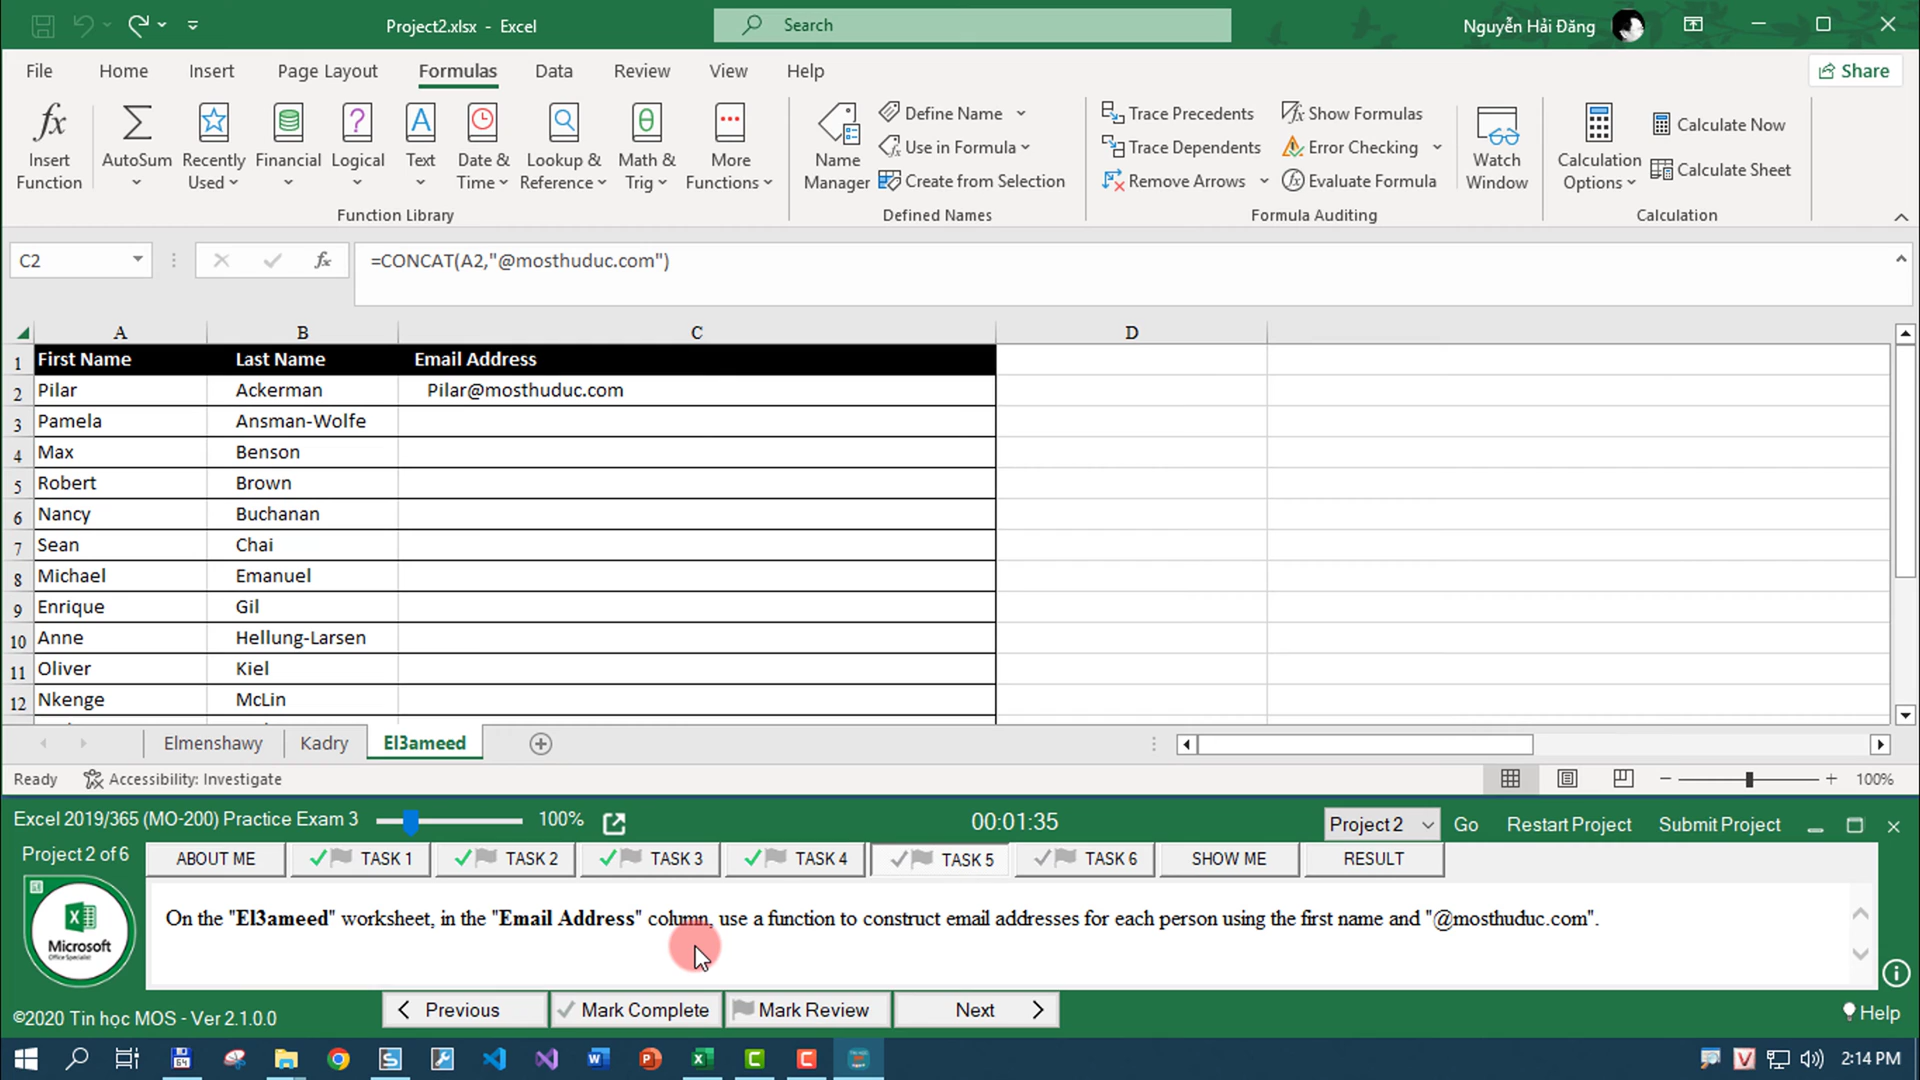 Project2.xlsx - Excel
Search
Nguyễn Hải Đăng
File Home Insert Page Layout Formulas Data Review View Help
Share
Insert Function
AutoSum
Recently Used
Financial
Logical
Text
Date & Time
Lookup & Reference
Math & Trig
More Functions
Function Library
Name Manager
Define Name
Use in Formula
Create from Selection
Defined Names
Trace Precedents
Trace Dependents
Remove Arrows
Show Formulas
Error Checking
Evaluate Formula
Formula Auditing
Watch Window
Calculation Options
Calculate Now
Calculate Sheet
Calculation
C2 fx =CONCAT(A2,"@mosthuduc.com")
A B C D
1 First Name Last Name Email Address
2 Pilar Ackerman Pilar@mosthuduc.com
3 Pamela Ansman-Wolfe
4 Max Benson
5 Robert Brown
6 Nancy Buchanan
7 Sean Chai
8 Michael Emanuel
9 Enrique Gil
10 Anne Hellung-Larsen
11 Oliver Kiel
12 Nkenge McLin
Elmenshawy Kadry El3ameed
Ready Accessibility: Investigate 100%
Excel 2019/365 (MO-200) Practice Exam 3 100% 00:01:35 Project 2 Go Restart Project Submit Project
Project 2 of 6 ABOUT ME TASK 1 TASK 2 TASK 3 TASK 4 TASK 5 TASK 6 SHOW ME RESULT
On the "El3ameed" worksheet, in the "Email Address" column, use a function to construct email addresses for each person using the first name and "@mosthuduc.com".
Microsoft
Office Specialist
Previous Mark Complete Mark Review Next
©2020 Tin học MOS - Ver 2.1.0.0
Help
2:14 PM